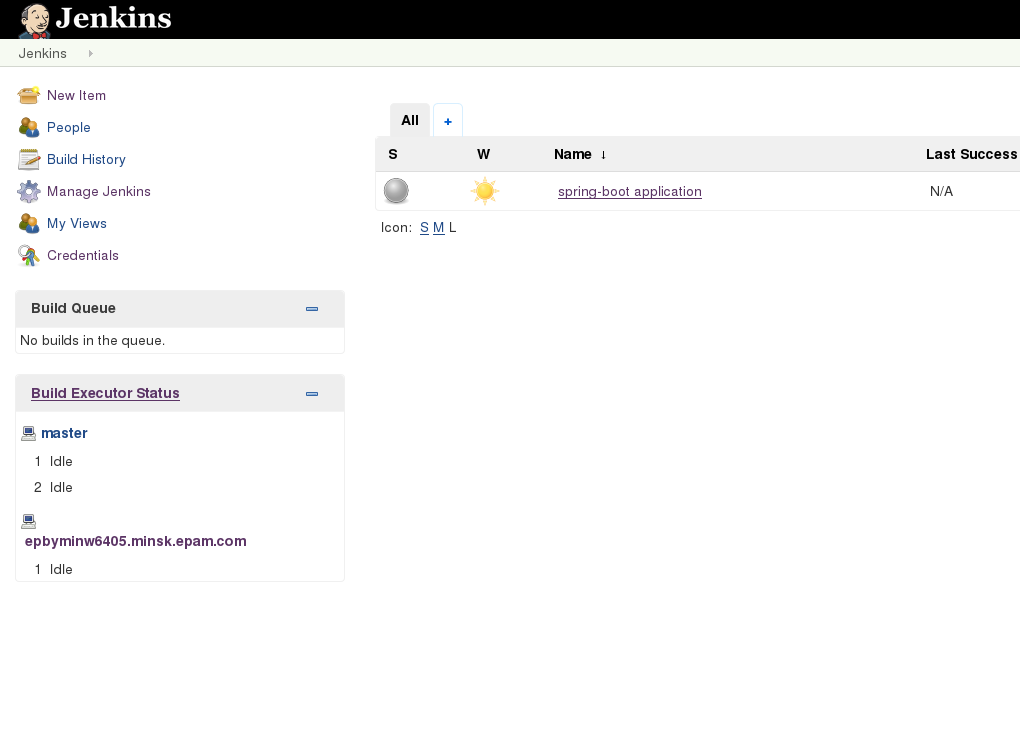 Jenkins
Jenkins
New Item
People
Build History
Manage Jenkins
My Views
Credentials
Build Queue
No builds in the queue.
Build Executor Status
master
1 Idle
2 Idle
epbyminw6405.minsk.epam.com
1 Idle
All +
S W Name ↓ Last Success
spring-boot application N/A
Icon: S M L